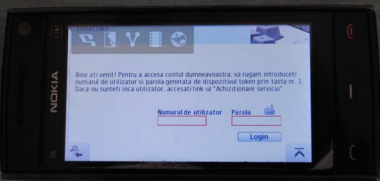 Conectare
Bine ati venit! Pentru a accesa contul dumneavoastra, va rugam introduceti
numarul de utilizator si parola generata de dispozitivul token prin tasta nr. 1.
Daca nu sunteti inca utilizator, accesati link-ul "Achizitionare serviciu"
Numarul de utilizator Parola
Login
NOKIA